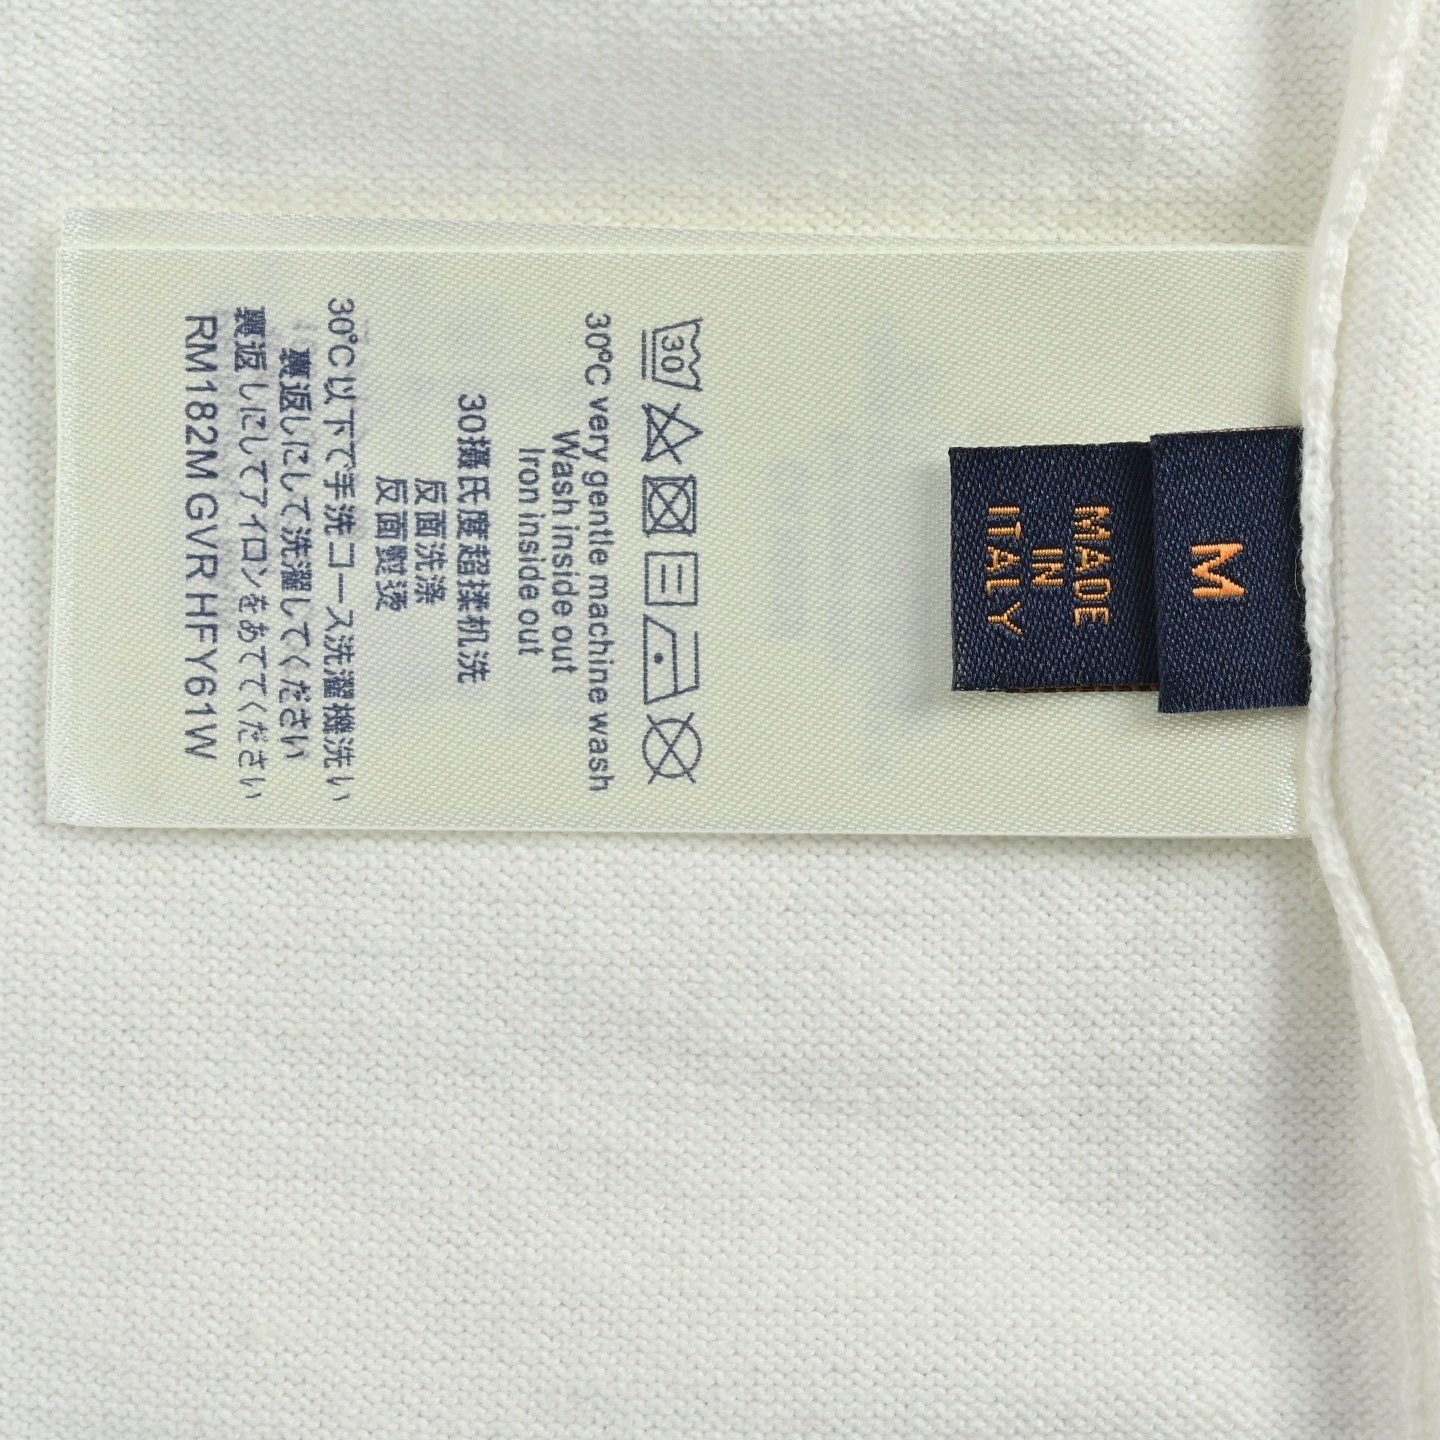 30
30°C very gentle machine wash
Wash inside out
Iron inside out
30攝氏度超揉机洗
反面洗涤
反面熨烫
30°C以下で手洗コース洗濯機洗い
裏返しにして洗濯してください
裏返しにしてアイロンをあててください
RM182M GVR HFY61W
M
MADE
IN
ITALY